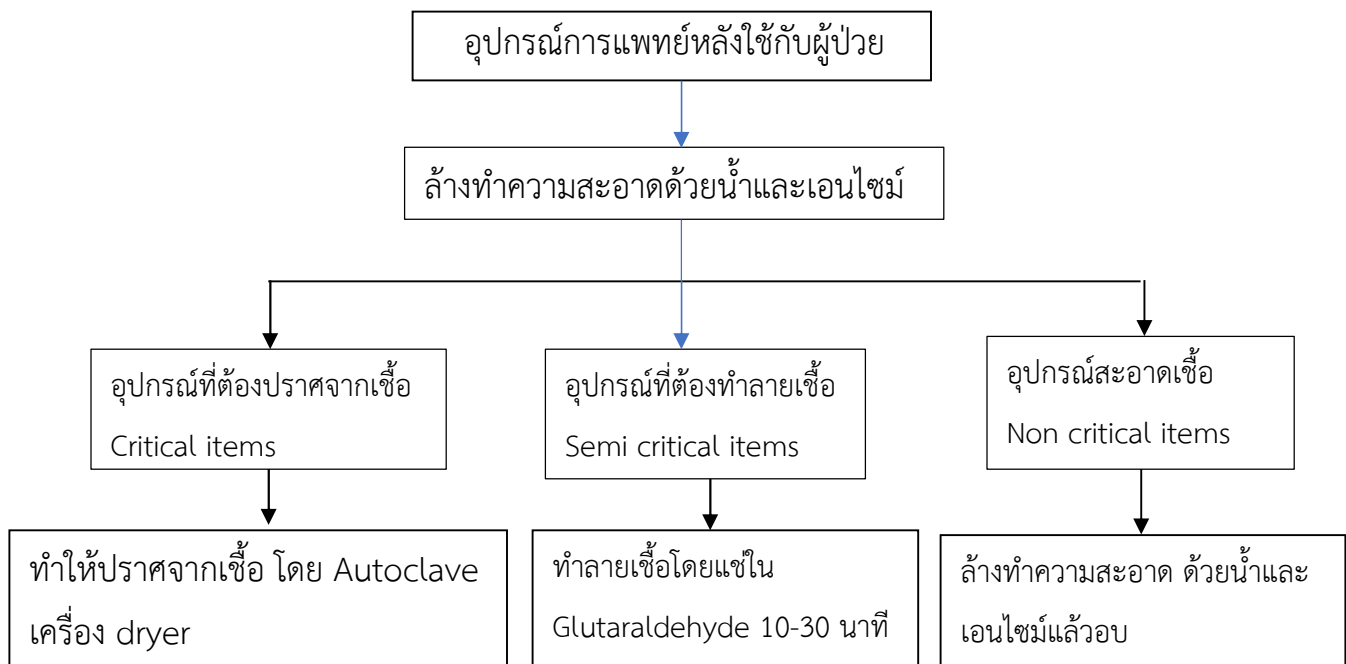 อุปกรณ์การแพทย์หลังใช้กับผู้ป่วย
ล้างทำความสะอาดด้วยน้ำและเอนไซม์
อุปกรณ์ที่ต้องปราศจากเชื้อ
Critical items
อุปกรณ์ที่ต้องทำลายเชื้อ
Semi critical items
อุปกรณ์สะอาดเชื้อ
Non critical items
ทำให้ปราศจากเชื้อ โดย Autoclave
เครื่อง dryer
ทำลายเชื้อโดยแช่ใน
Glutaraldehyde 10-30 นาที
ล้างทำความสะอาด ด้วยน้ำและ
เอนไซม์แล้วอบ